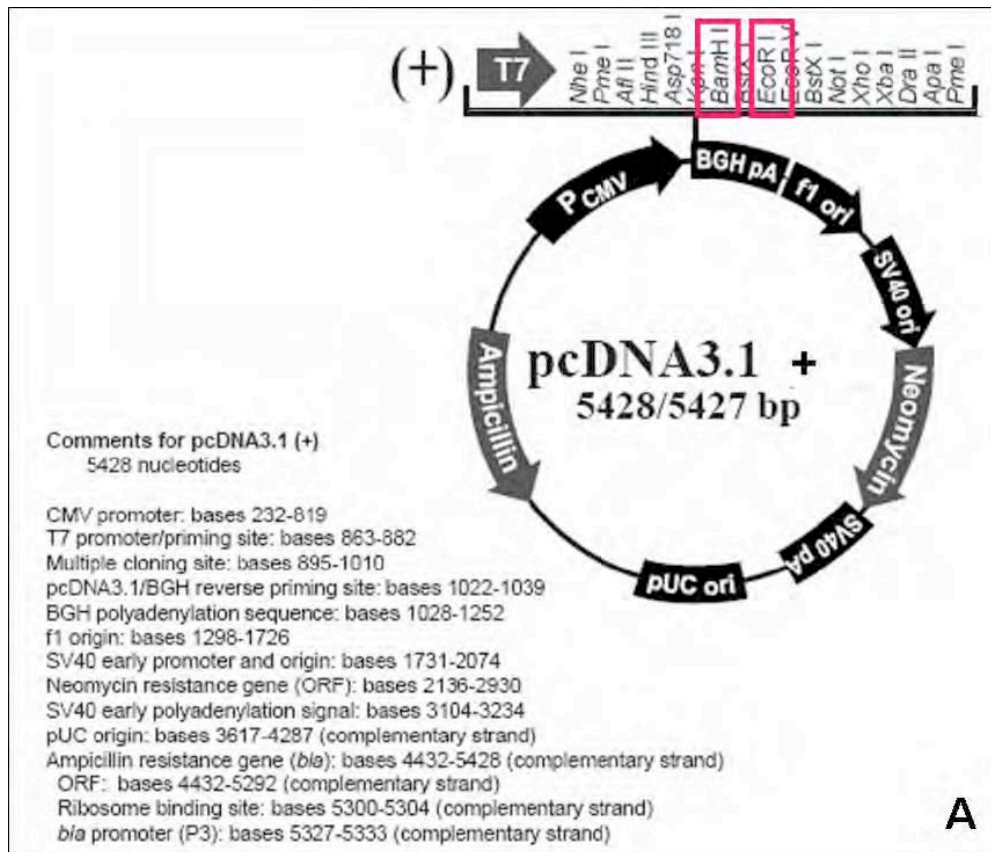 (+) T7 Nhe I Pme I Afl II Hind III Asp718 I Kpn I BamH I BstX I EcoR I EcoR V BstX I Not I Xho I Xba I Dra II Apa I Pme I
P CMV
BGH pA
f1 ori
SV40 ori
Ampicillin
pcDNA3.1 +
5428/5427 bp
Neomycin
SV40 pA
pUC ori
Comments for pcDNA3.1 (+)
5428 nucleotides
CMV promoter: bases 232-819
T7 promoter/priming site: bases 863-882
Multiple cloning site: bases 895-1010
pcDNA3.1/BGH reverse priming site: bases 1022-1039
BGH polyadenylation sequence: bases 1028-1252
f1 origin: bases 1298-1726
SV40 early promoter and origin: bases 1731-2074
Neomycin resistance gene (ORF): bases 2136-2930
SV40 early polyadenylation signal: bases 3104-3234
pUC origin: bases 3617-4287 (complementary strand)
Ampicillin resistance gene (bla): bases 4432-5428 (complementary strand)
ORF: bases 4432-5292 (complementary strand)
Ribosome binding site: bases 5300-5304 (complementary strand)
bla promoter (P3): bases 5327-5333 (complementary strand)
A